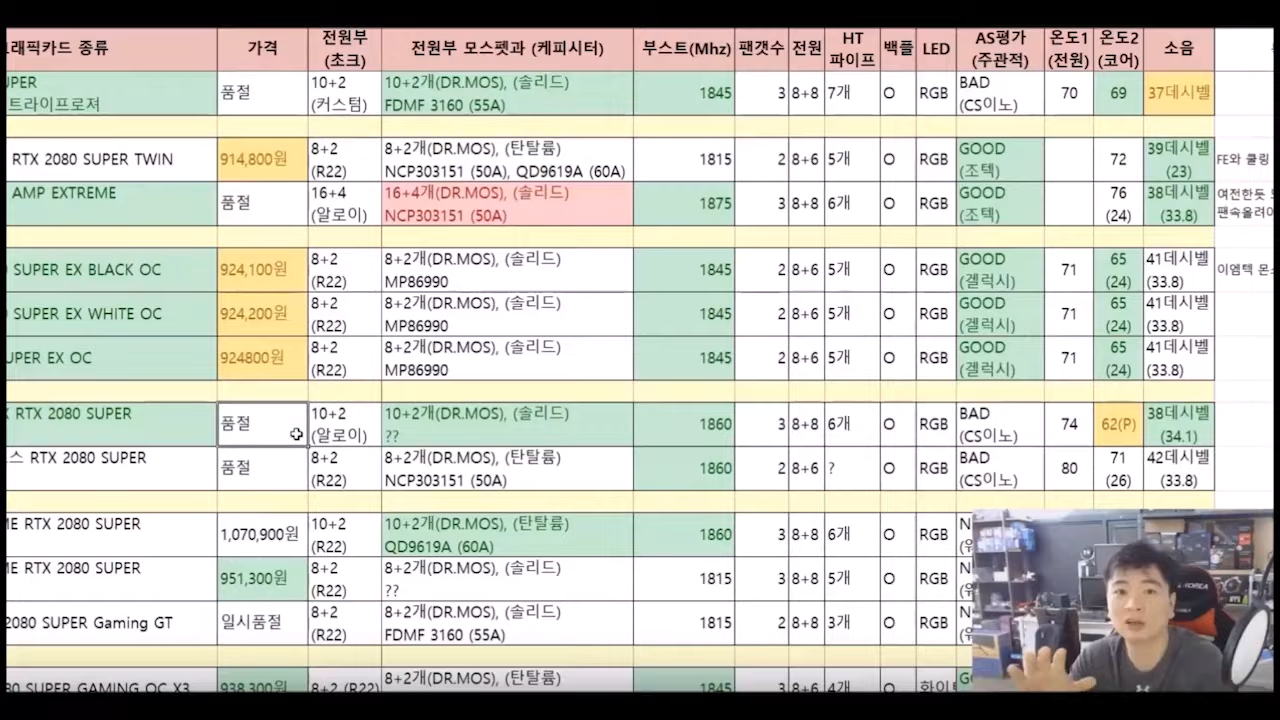 래픽카드 종류 가격 전원부 (초크) 전원부 모스펫과 (케피시터) 부스트(Mhz) 팬갯수 전원 HT 파이프 백플 LED AS평가 (주관적) 온도1 (전원) 온도2 (코어) 소음
UPER 트라이프로져 품절 10+2 (커스텀) 10+2개(DR.MOS), (솔리드) FDMF 3160 (55A) 1845 3 8+8 7개 O RGB BAD (CS이노) 70 69 37데시벨
RTX 2080 SUPER TWIN 914,800원 8+2 (R22) 8+2개(DR.MOS), (탄탈륨) NCP303151 (50A), QD9619A (60A) 1815 2 8+6 5개 O RGB GOOD (조텍) 72 39데시벨 (23) FE와 쿨링
AMP EXTREME 품절 16+4 (알로이) 16+4개(DR.MOS), (솔리드) NCP303151 (50A) 1875 3 8+8 6개 O RGB GOOD (조텍) 76 (24) 38데시벨 (33.8) 여전한듯 팬속올려이
SUPER EX BLACK OC 924,100원 8+2 (R22) 8+2개(DR.MOS), (솔리드) MP86990 1845 2 8+6 5개 O RGB GOOD (겔럭시) 71 65 (24) 41데시벨 (33.8) 이엠텍 몬
SUPER EX WHITE OC 924,200원 8+2 (R22) 8+2개(DR.MOS), (솔리드) MP86990 1845 2 8+6 5개 O RGB GOOD (겔럭시) 71 65 (24) 41데시벨 (33.8)
UPER EX OC 924800원 8+2 (R22) 8+2개(DR.MOS), (솔리드) MP86990 1845 2 8+6 5개 O RGB GOOD (겔럭시) 71 65 (24) 41데시벨 (33.8)
RTX 2080 SUPER 품절 10+2 (알로이) 10+2개(DR.MOS), (솔리드) ?? 1860 3 8+8 6개 O RGB BAD (CS이노) 74 62(P) 38데시벨 (34.1)
스 RTX 2080 SUPER 품절 8+2 (R22) 8+2개(DR.MOS), (탄탈륨) NCP303151 (50A) 1860 2 8+6 ? O RGB BAD (CS이노) 80 71 (26) 42데시벨 (33.8)
ME RTX 2080 SUPER 1,070,900원 10+2 (R22) 10+2개(DR.MOS), (탄탈륨) QD9619A (60A) 1860 3 8+8 6개 O RGB N
ME RTX 2080 SUPER 951,300원 8+2 (R22) 8+2개(DR.MOS), (솔리드) ?? 1815 3 8+8 5개 O RGB N
2080 SUPER Gaming GT 일시품절 8+2 (R22) 8+2개(DR.MOS), (솔리드) FDMF 3160 (55A) 1815 2 8+8 3개 O RGB N
80 SUPER GAMING OC X3 938,300원 8+2 (R22) 8+2개(DR.MOS), (탄탈륨) 1845 3 8+6 4개 O 화이